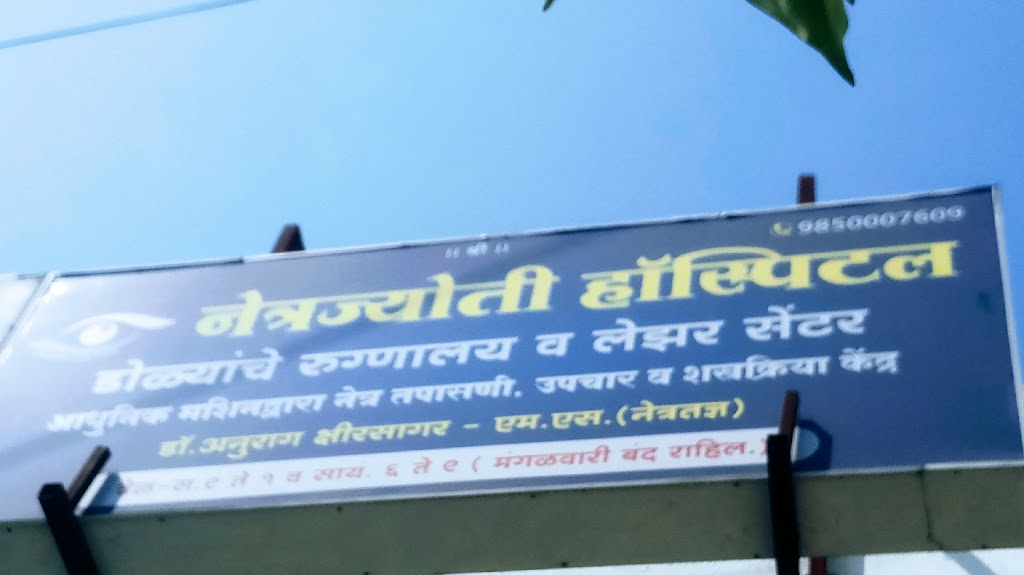 ॥ श्री ॥
9850007609
नेत्रज्योती हॉस्पिटल
डोळ्यांचे रुग्णालय व लेझर सेंटर
आधुनिक मशिनद्वारा नेत्र तपासणी, उपचार व शस्त्रक्रिया केंद्र
डॉ.अनुराग क्षीरसागर - एम.एस.(नेत्रतज्ञ)
वेळ-स.९ ते १ व साय. ६ ते ९ ( मंगळवारी बंद राहिल.)